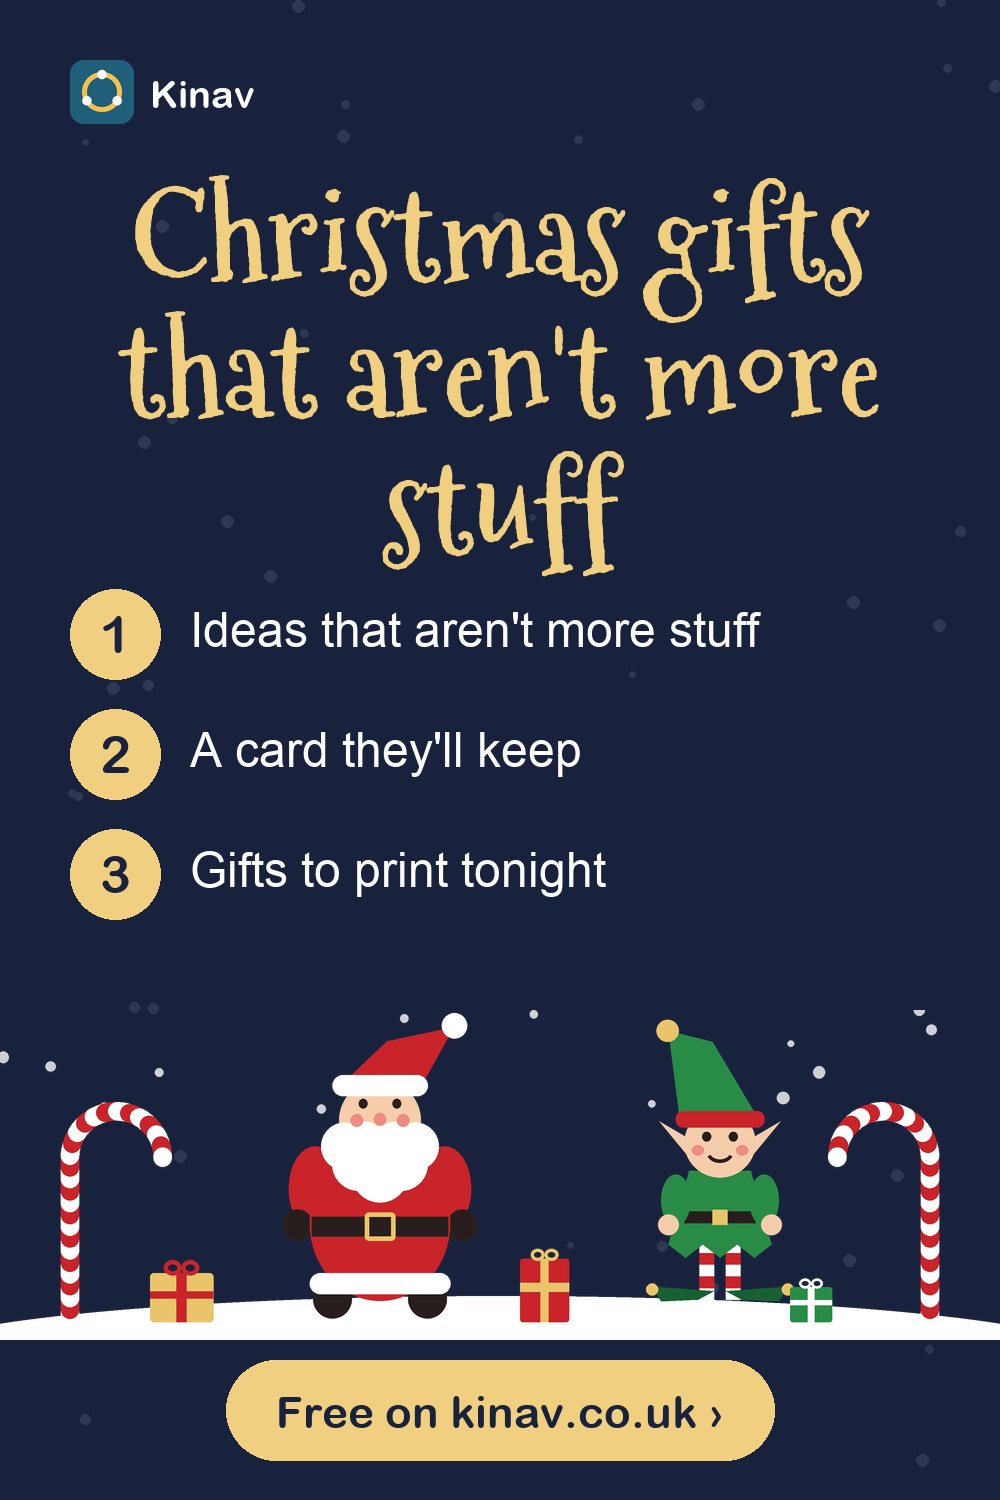 Kinav
Christmas gifts
that aren't more
stuff
1 Ideas that aren't more stuff
2 A card they'll keep
3 Gifts to print tonight
Free on kinav.co.uk ›